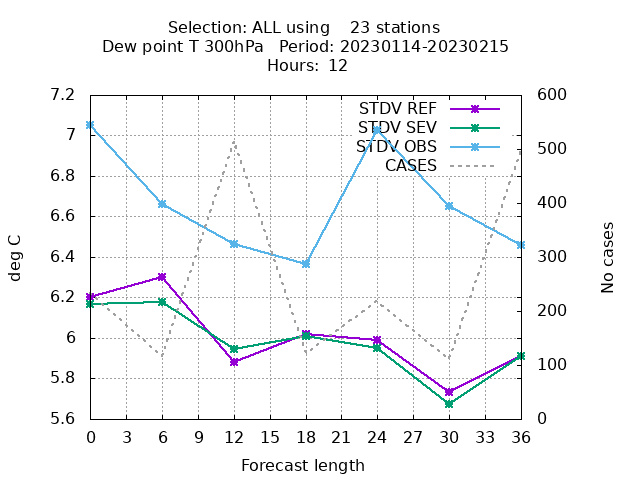 Selection: ALL using    23 stations
Dew point T 300hPa   Period: 20230114-20230215
Hours:  12
7.2
7
6.8
6.6
6.4
6.2
6
5.8
5.6
deg C
STDV REF
STDV SEV
STDV OBS
CASES
600
500
400
300
200
100
0
No cases
0 3 6 9 12 15 18 21 24 27 30 33 36
Forecast length